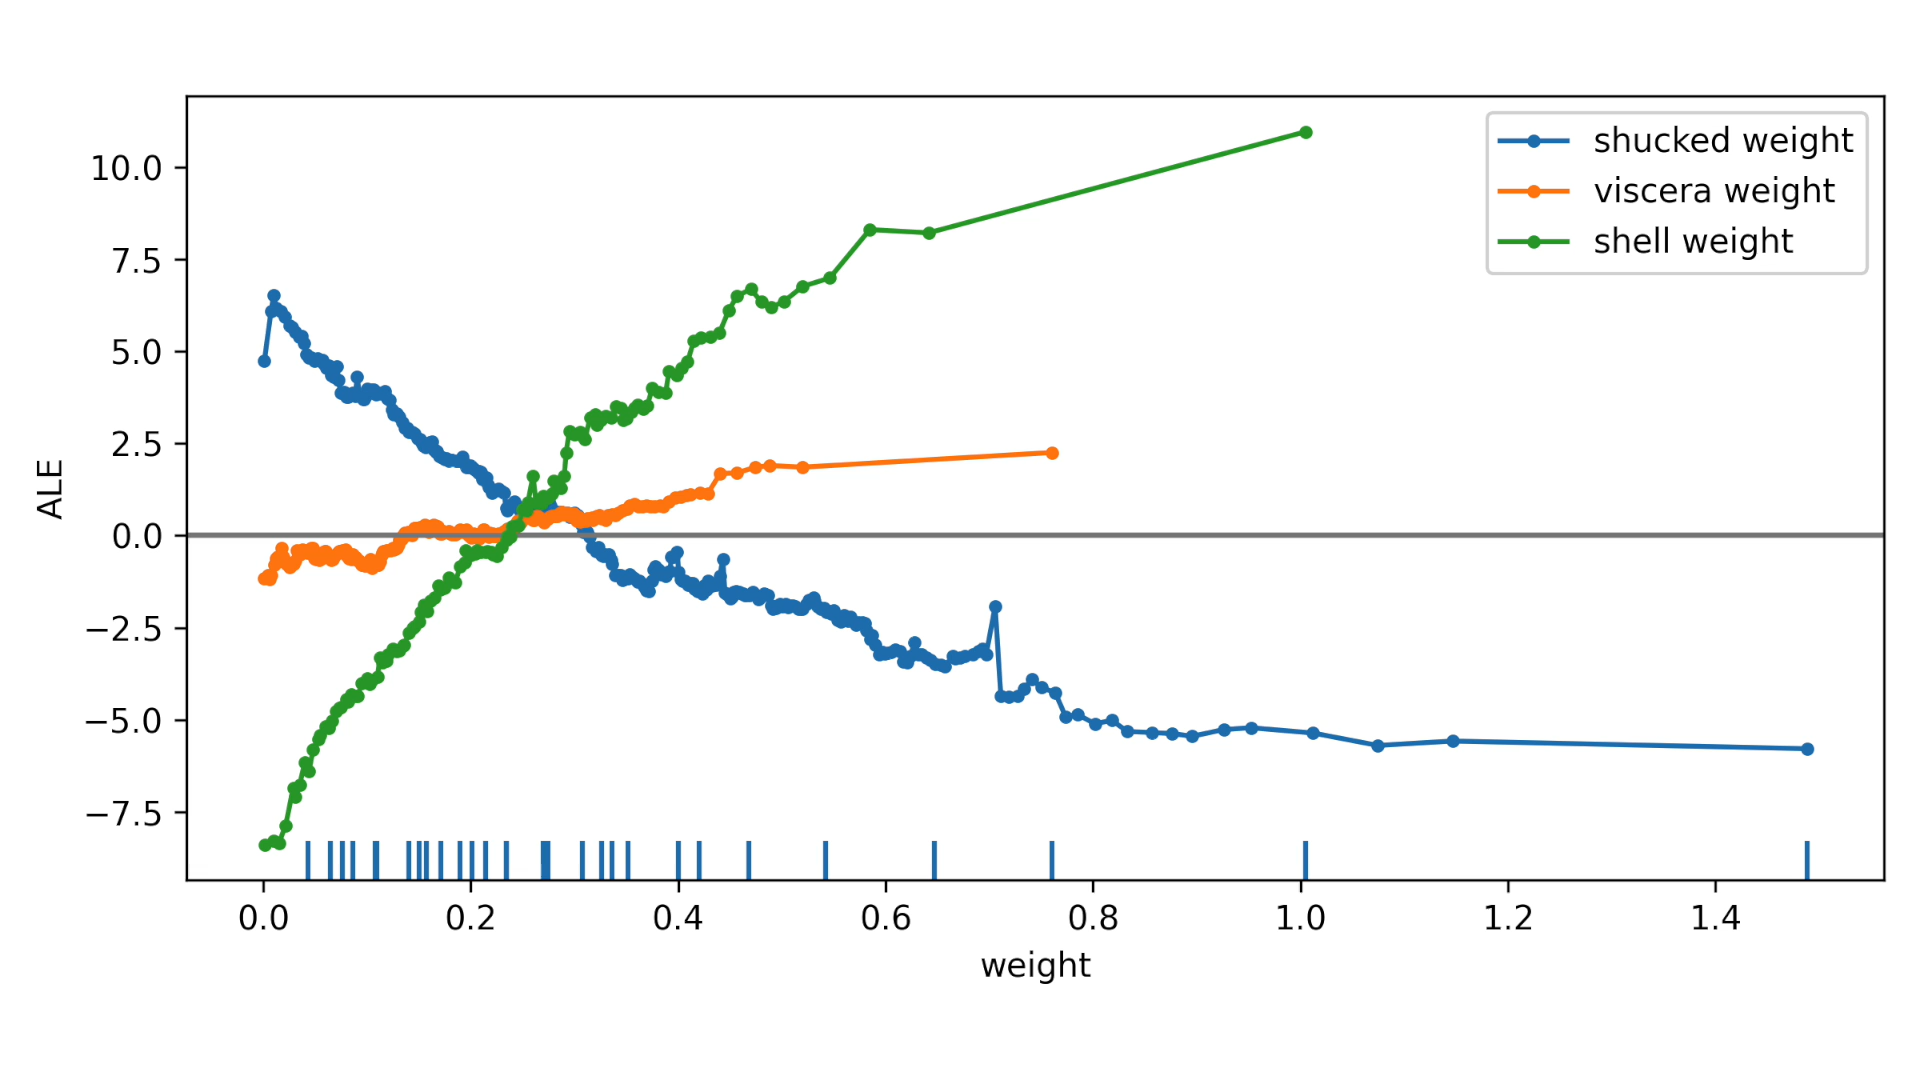 shucked weight
viscera weight
shell weight
10.0
7.5
5.0
2.5
0.0
−2.5
−5.0
−7.5
ALE
0.0 0.2 0.4 0.6 0.8 1.0 1.2 1.4
weight